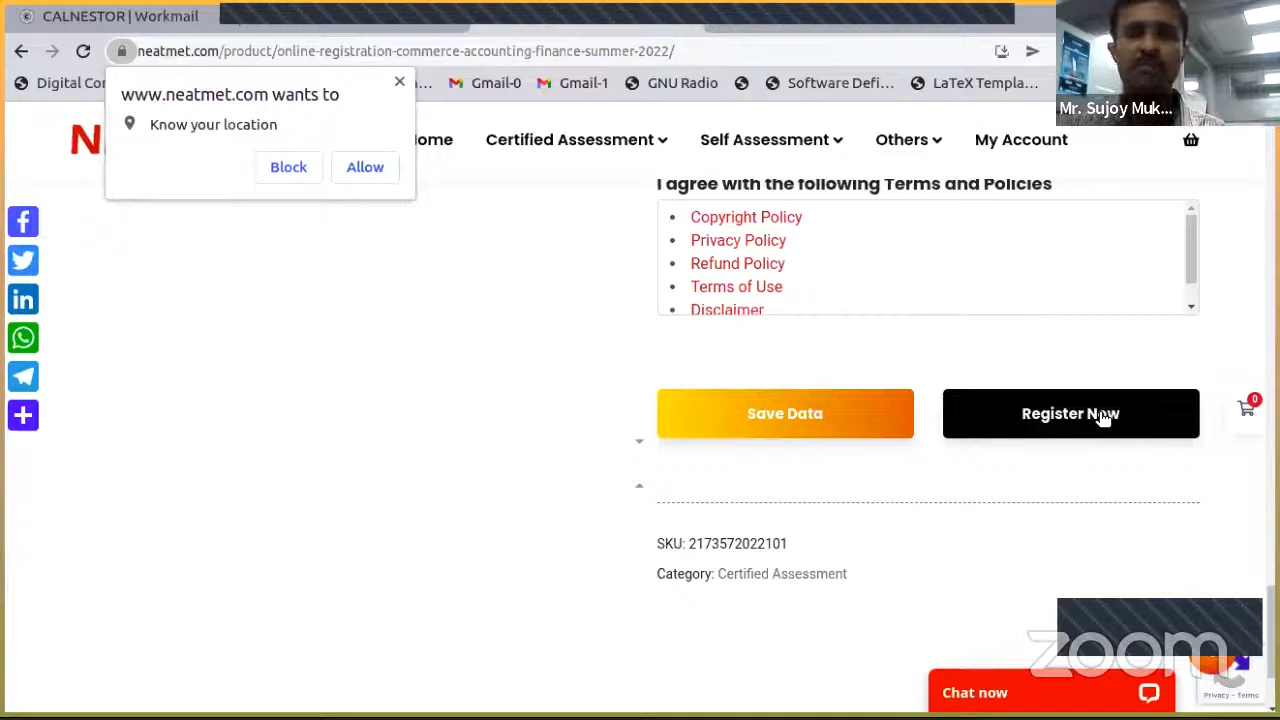 CALNESTOR | Workmail
neatmet.com/product/online-registration-commerce-accounting-finance-summer-2022/
Digital Cor
... Gmail-0 Gmail-1 GNU Radio Software Defi... LaTeX Templa...
www.neatmet.com wants to
Know your location
Block Allow
Mr. Sujoy Muk...
N
ome Certified Assessment Self Assessment Others My Account
I agree with the following Terms and Policies
Copyright Policy
Privacy Policy
Refund Policy
Terms of Use
Disclaimer
Save Data Register Now
0
SKU: 2173572022101
Category: Certified Assessment
zoom
Chat now
Privacy - Terms